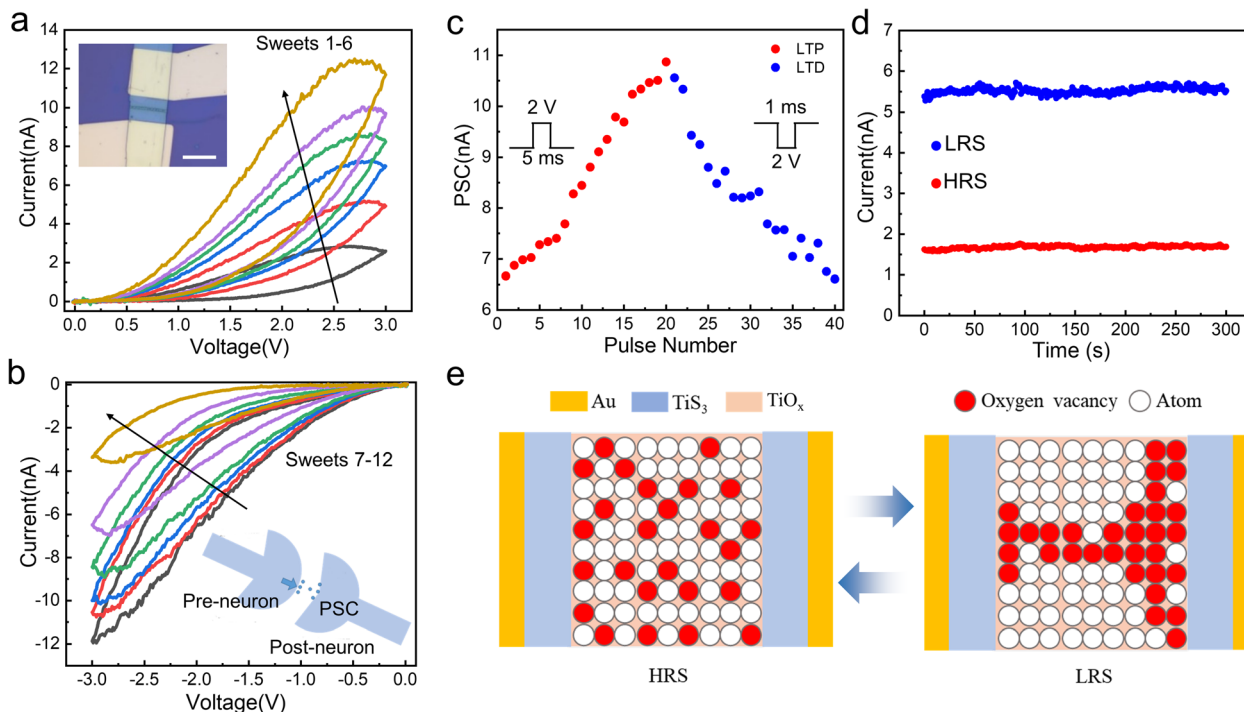 a
Sweets 1-6
14
12
10
8
6
4
2
0
Current(nA)
0.0 0.5 1.0 1.5 2.0 2.5 3.0
Voltage(V)
b
0
-2
-4
-6
-8
-10
-12
Current(nA)
Sweets 7-12
Pre-neuron
PSC
Post-neuron
-3.0 -2.5 -2.0 -1.5 -1.0 -0.5 0.0
Voltage(V)
c
LTP
LTD
11
10
9
8
7
6
PSC(nA)
2 V
5 ms
1 ms
2 V
0 5 10 15 20 25 30 35 40
Pulse Number
d
7
6
5
4
3
2
1
0
Current(nA)
LRS
HRS
0 50 100 150 200 250 300
Time (s)
e
Au TiS₃ TiOₓ
Oxygen vacancy Atom
HRS
LRS